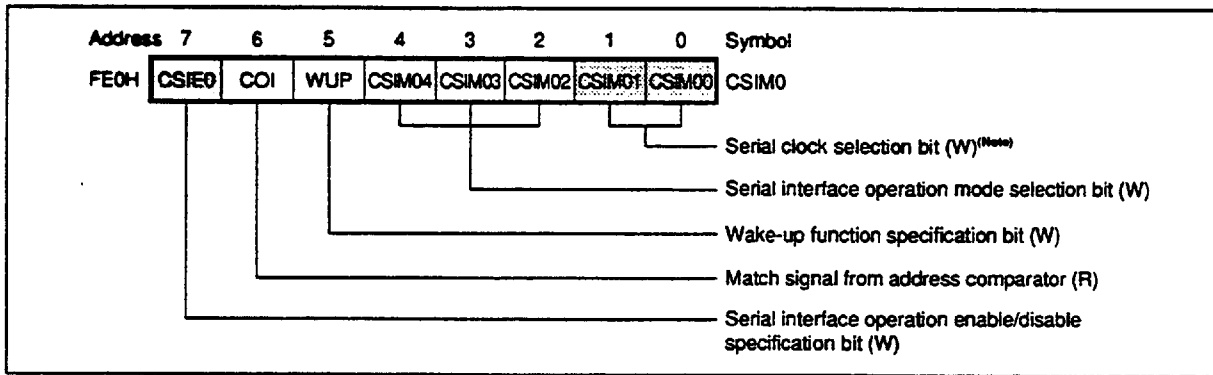 Address 7 6 5 4 3 2 1 0 Symbol
FE0H CSIE0 COI WUP CSIM04 CSIM03 CSIM02 CSIM01 CSIM00 CSIM0
Serial clock selection bit (W)(Note)
Serial interface operation mode selection bit (W)
Wake-up function specification bit (W)
Match signal from address comparator (R)
Serial interface operation enable/disable
specification bit (W)